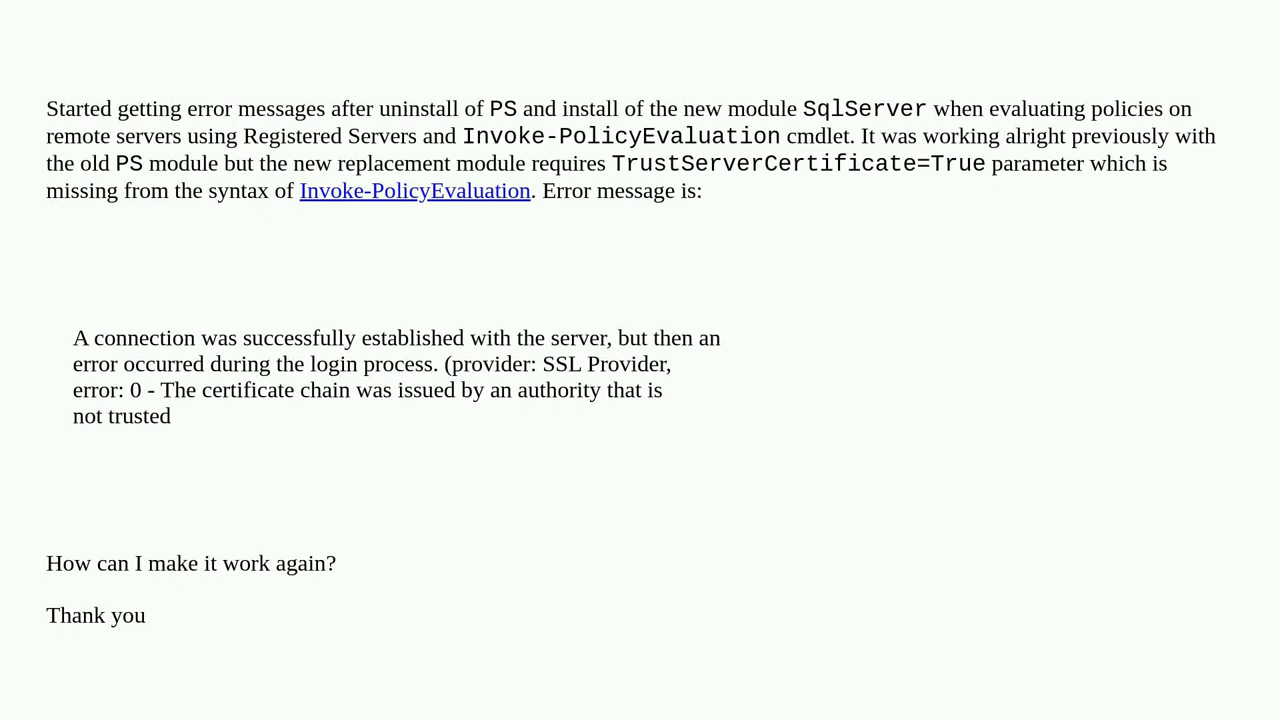 Started getting error messages after uninstall of PS and install of the new module SqlServer when evaluating policies on
remote servers using Registered Servers and Invoke-PolicyEvaluation cmdlet. It was working alright previously with
the old PS module but the new replacement module requires TrustServerCertificate=True parameter which is
missing from the syntax of Invoke-PolicyEvaluation. Error message is:
A connection was successfully established with the server, but then an
error occurred during the login process. (provider: SSL Provider,
error: 0 - The certificate chain was issued by an authority that is
not trusted
How can I make it work again?
Thank you